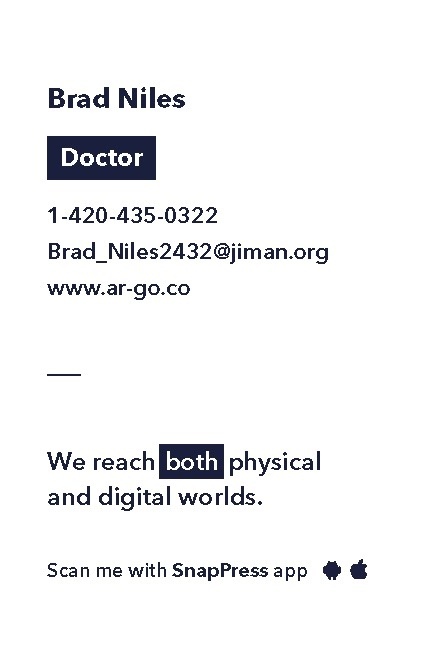 Brad Niles
Doctor
1-420-435-0322
Brad_Niles2432@jiman.org
www.ar-go.co
We reach both physical
and digital worlds.
Scan me with SnapPress app